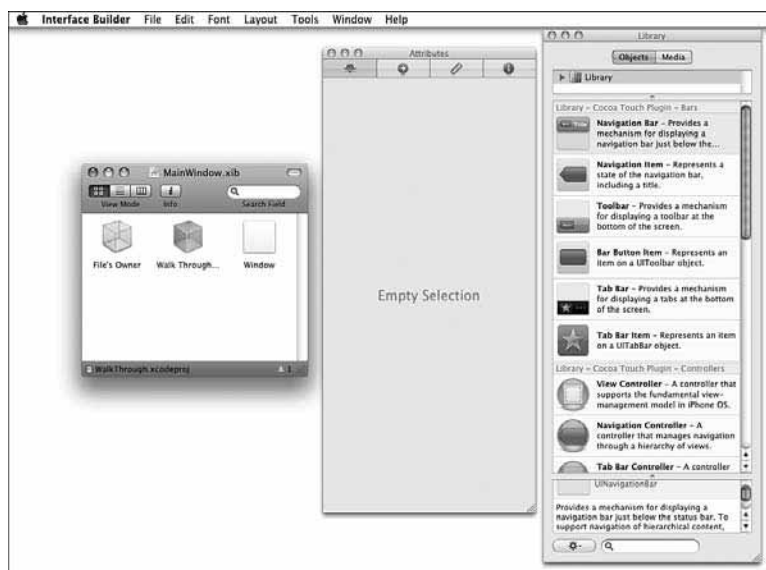 Interface Builder File Edit Font Layout Tools Window Help
MainWindow.xib
View Mode Info Search Field
File's Owner Walk Through... Window
WalkThrough.xcodeproj 1
Attributes
Empty Selection
Library
Objects Media
Library
Library – Cocoa Touch Plugin – Bars
Navigation Bar – Provides a
mechanism for displaying a
navigation bar just below the...
Navigation Item – Represents a
state of the navigation bar,
including a title.
Toolbar – Provides a mechanism
for displaying a toolbar at the
bottom of the screen.
Bar Button Item – Represents an
item on a UIToolbar object.
Tab Bar – Provides a mechanism
for displaying a tabs at the bottom
of the screen.
Tab Bar Item – Represents an item
on a UITabBar object.
Library – Cocoa Touch Plugin – Controllers
View Controller – A controller that
supports the fundamental view-
management model in iPhone OS.
Navigation Controller – A
controller that manages navigation
through a hierarchy of views.
Tab Bar Controller – A controller
UINavigationBar
Provides a mechanism for displaying a
navigation bar just below the status bar. To
support navigation of hierarchical content,